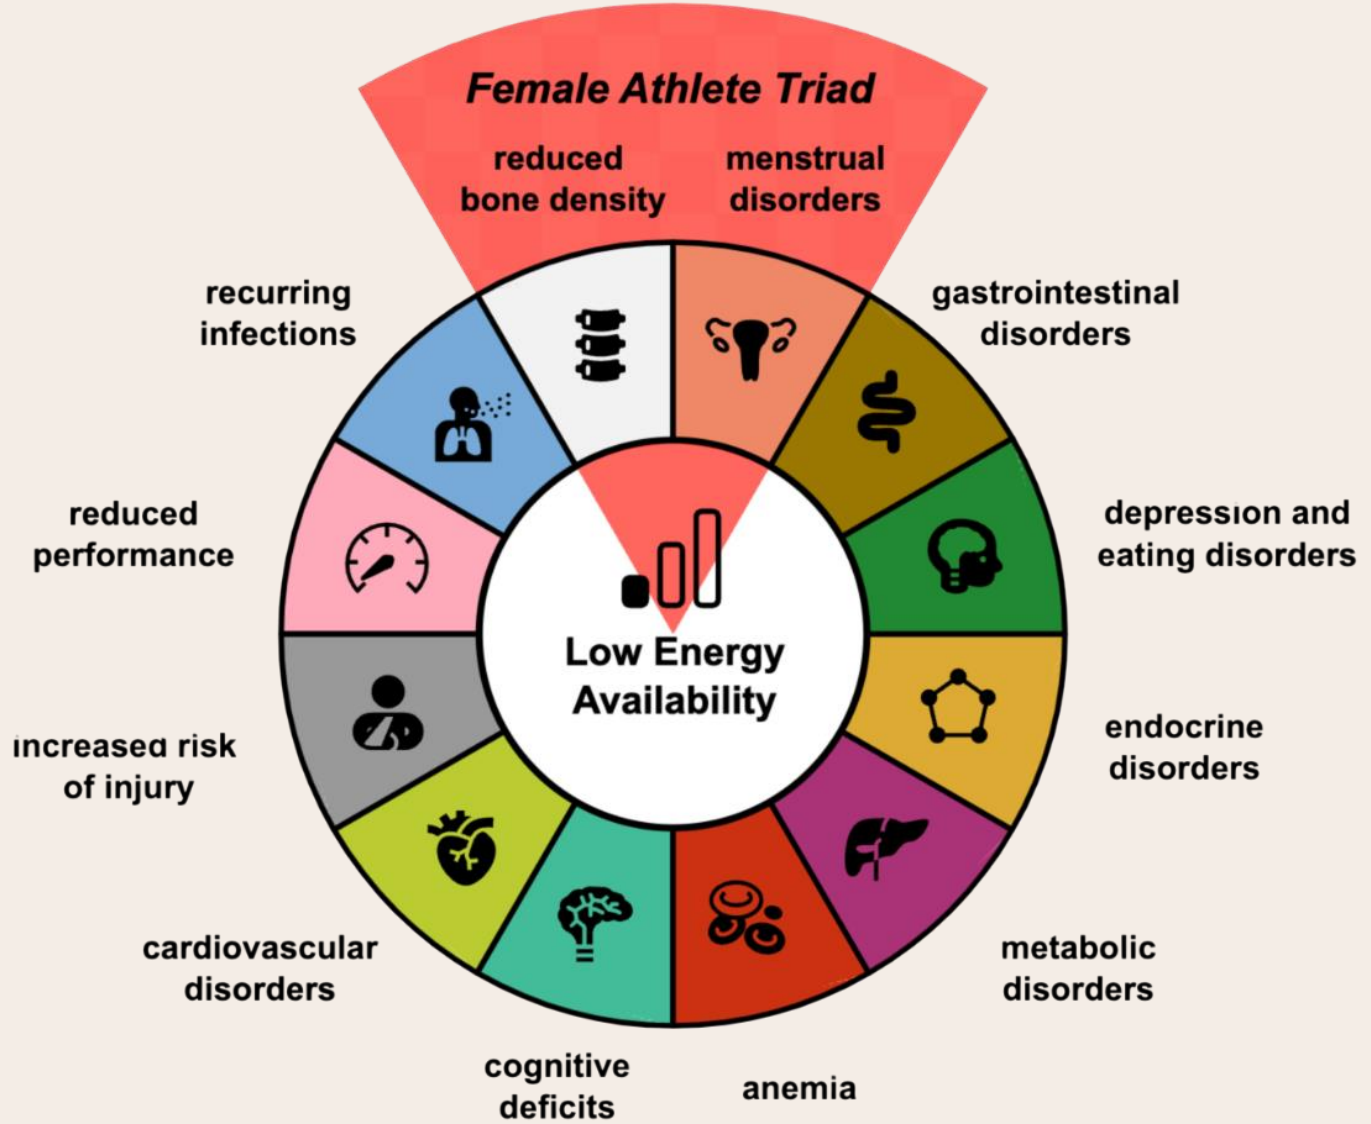 Female Athlete Triad
reduced
bone density
menstrual
disorders
recurring
infections
gastrointestinal
disorders
reduced
performance
depression and
eating disorders
Low Energy
Availability
increased risk
of injury
endocrine
disorders
cardiovascular
disorders
metabolic
disorders
cognitive
deficits
anemia